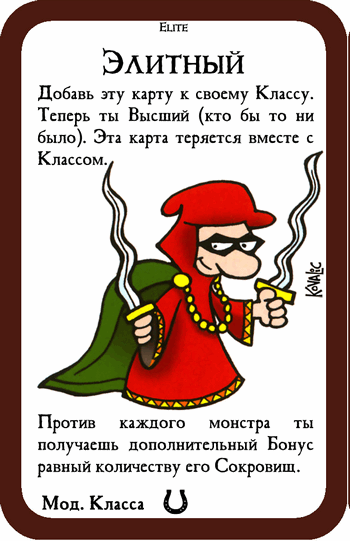 Elite
Элитный
Добавь эту карту к своему Классу.
Теперь ты Высший (кто бы то ни
было). Эта карта теряется вместе с
Классом.
Kovalic
Против каждого монстра ты
получаешь дополнительный Бонус
равный количеству его Сокровищ.
Мод. Класса